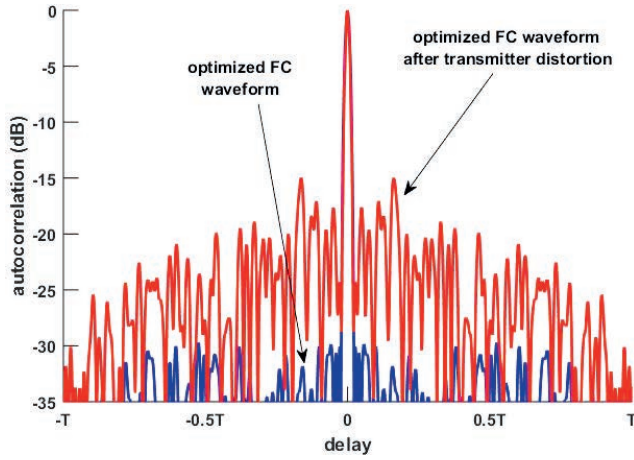 0
-5
-10
-15
-20
-25
-30
-35
autocorrelation (dB)
optimized FC
waveform
optimized FC waveform
after transmitter distortion
-T
-0.5T
0
0.5T
T
delay